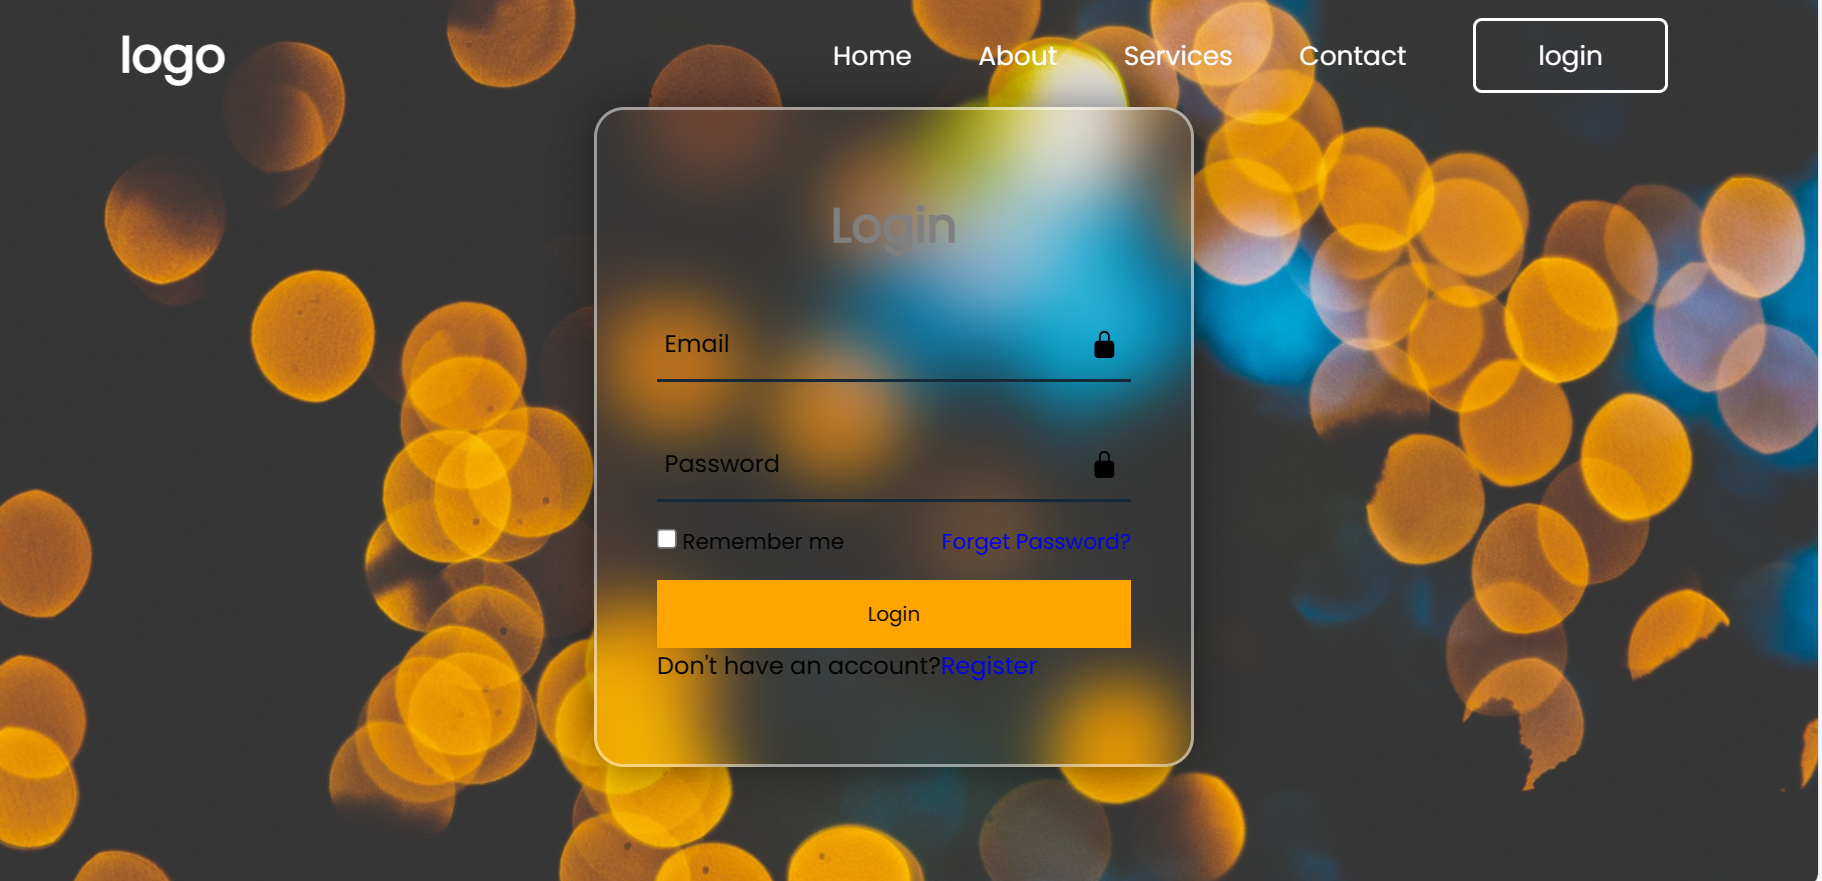 logo
Home About Services Contact login
Login
Email
Password
Remember me Forget Password?
Login
Don't have an account?Register